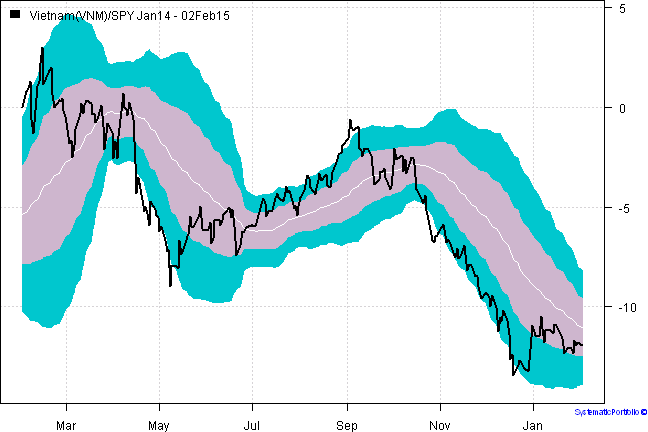 Vietnam(VNM)/SPY Jan14 - 02Feb15
5
0
-5
-10
Mar May Jul Sep Nov Jan
SystematicPortfolio ©